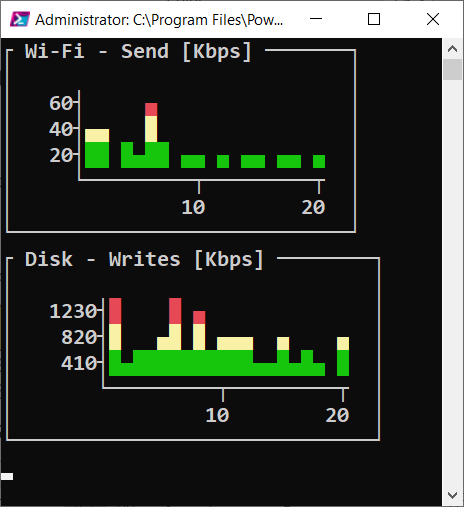 Administrator: C:\Program Files\Pow...
Wi-Fi - Send [Kbps]
60
40
20
10 20
Disk - Writes [Kbps]
1230
820
410
10 20